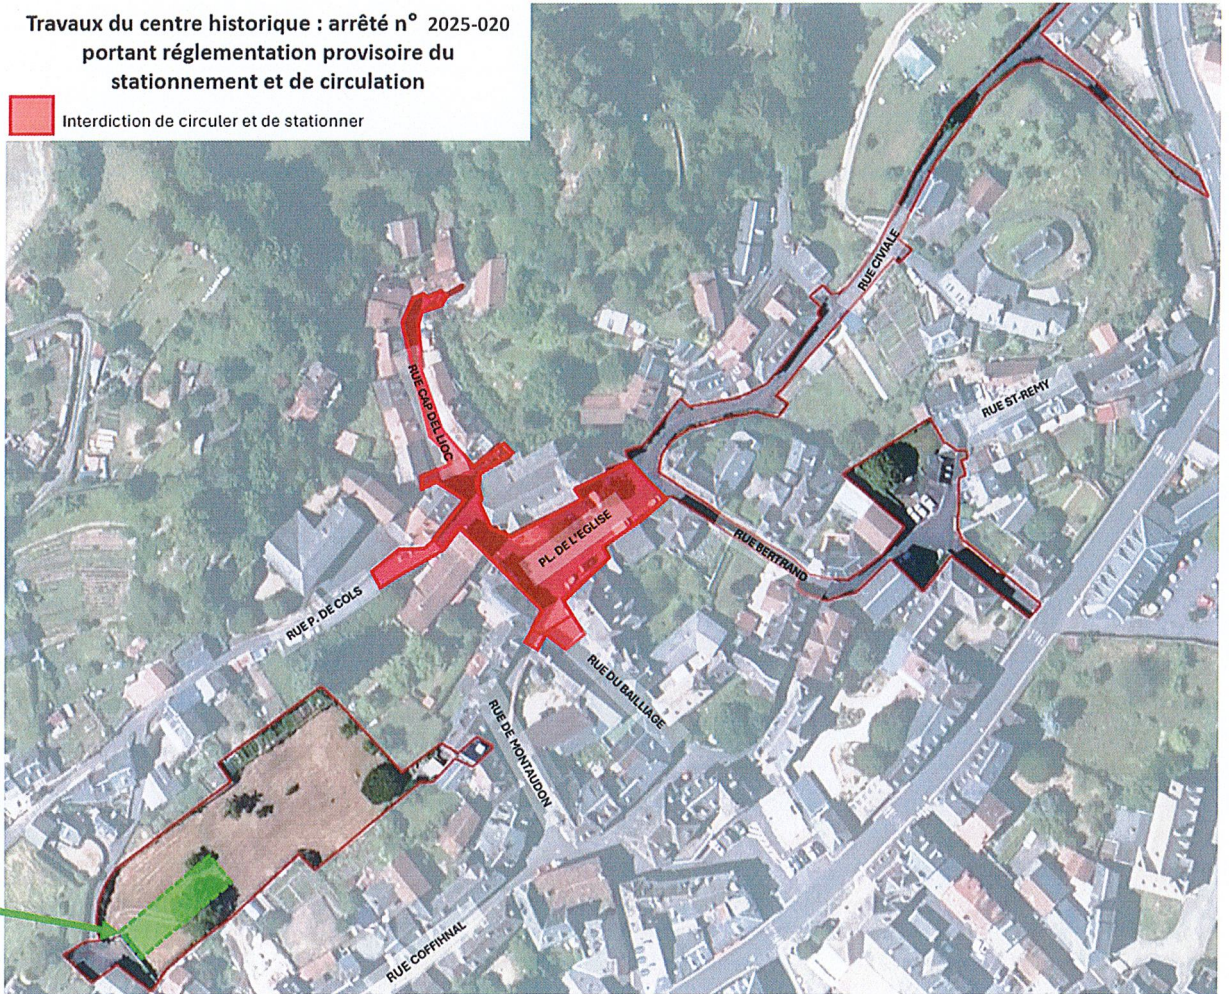 Travaux du centre historique : arrêté n° 2025-020
portant réglementation provisoire du
stationnement et de circulation
Interdiction de circuler et de stationner
RUE CIVIALE
RUE CAP DEL LIOC
RUE ST-REMY
PL. DE L'EGLISE
RUE BERTRAND
RUE P. DE COLS
RUE DU BAILLIAGE
RUE DE MONTAUDON
RUE COFFIHNAL